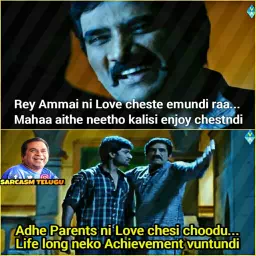 Rey Ammai ni Love cheste emundi raa...
Mahaa aithe neetho kalisi enjoy chestndi
SARCASM TELUGU
Adhe Parents ni Love chesi choodu...
Life long neko Achievement vuntundi